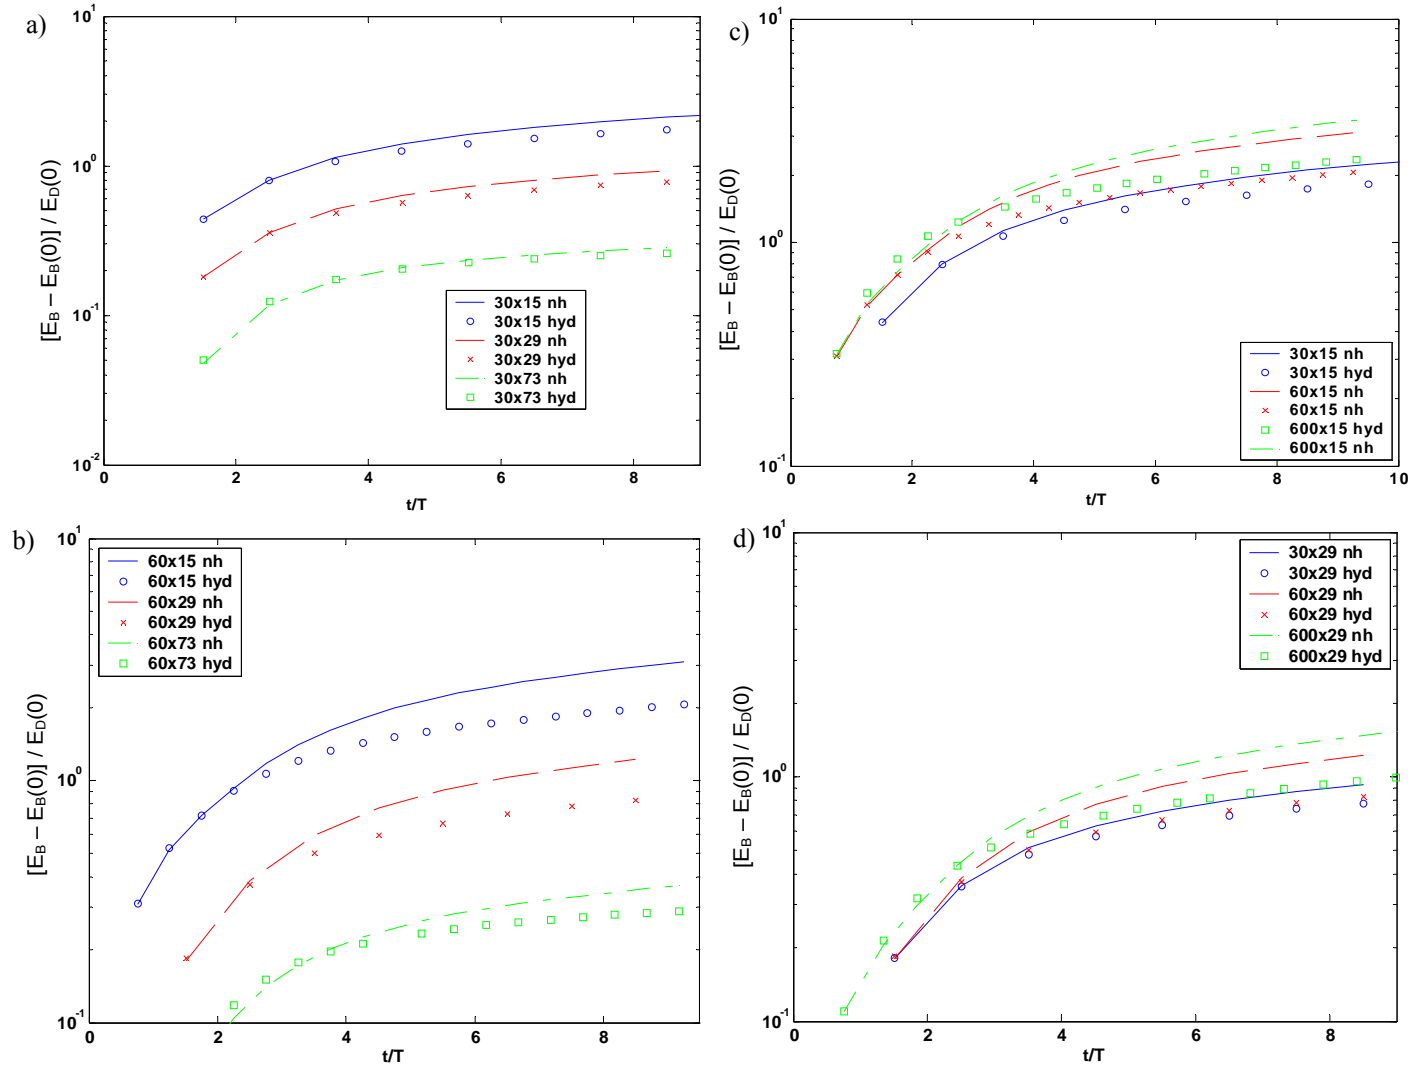 a)
10^1
10^0
10^-1
10^-2
[E_B – E_B(0)] / E_D(0)
30x15 nh
30x15 hyd
30x29 nh
30x29 hyd
30x73 nh
30x73 hyd
0 2 4 6 8
t/T
c)
10^1
10^0
10^-1
[E_B – E_B(0)] / E_D(0)
30x15 nh
30x15 hyd
60x15 nh
60x15 nh
600x15 hyd
600x15 nh
0 2 4 6 8 10
t/T
b)
10^1
10^0
10^-1
[E_B – E_B(0)] / E_D(0)
60x15 nh
60x15 hyd
60x29 nh
60x29 hyd
60x73 nh
60x73 hyd
0 2 4 6 8
t/T
d)
10^1
10^0
10^-1
[E_B – E_B(0)] / E_D(0)
30x29 nh
30x29 hyd
60x29 nh
60x29 hyd
600x29 nh
600x29 hyd
0 2 4 6 8
t/T